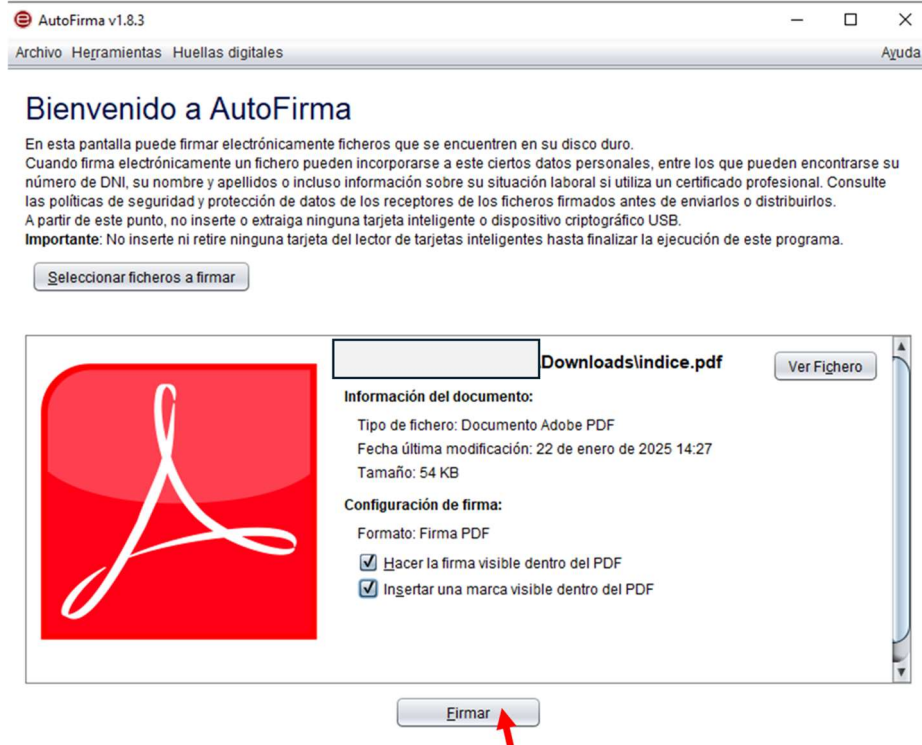 AutoFirma v1.8.3
Archivo Herramientas Huellas digitales Ayuda
Bienvenido a AutoFirma
En esta pantalla puede firmar electrónicamente ficheros que se encuentren en su disco duro.
Cuando firma electrónicamente un fichero pueden incorporarse a este ciertos datos personales, entre los que pueden encontrarse su
número de DNI, su nombre y apellidos o incluso información sobre su situación laboral si utiliza un certificado profesional. Consulte
las políticas de seguridad y protección de datos de los receptores de los ficheros firmados antes de enviarlos o distribuirlos.
A partir de este punto, no inserte o extraiga ninguna tarjeta inteligente o dispositivo criptográfico USB.
Importante: No inserte ni retire ninguna tarjeta del lector de tarjetas inteligentes hasta finalizar la ejecución de este programa.
Seleccionar ficheros a firmar
Downloads\indice.pdf
Ver Fichero
Información del documento:
Tipo de fichero: Documento Adobe PDF
Fecha última modificación: 22 de enero de 2025 14:27
Tamaño: 54 KB
Configuración de firma:
Formato: Firma PDF
Hacer la firma visible dentro del PDF
Insertar una marca visible dentro del PDF
Firmar